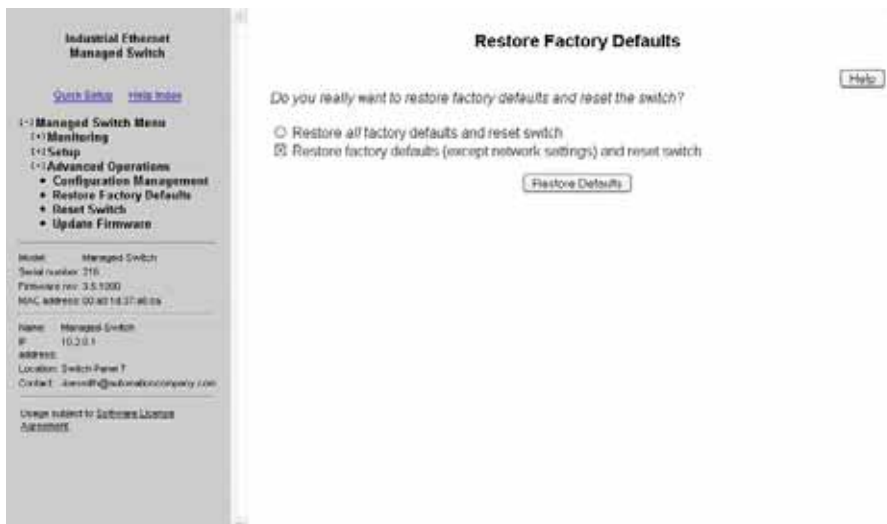 Industrial Ethernet
Managed Switch
Quick Setup Help Index
[-] Managed Switch Menu
[+] Monitoring
[+] Setup
[-] Advanced Operations
• Configuration Management
• Restore Factory Defaults
• Reset Switch
• Update Firmware
Model: Managed Switch
Serial number: 216
Firmware rev: 3.5.1000
MAC address:
Name: Managed-Switch
IP address: 10.2.0.1
Location: Switch Panel 7
Contact:
Usage subject to Software License
Agreement
Restore Factory Defaults
Help
Do you really want to restore factory defaults and reset the switch?
Restore all factory defaults and reset switch
Restore factory defaults (except network settings) and reset switch
Restore Defaults